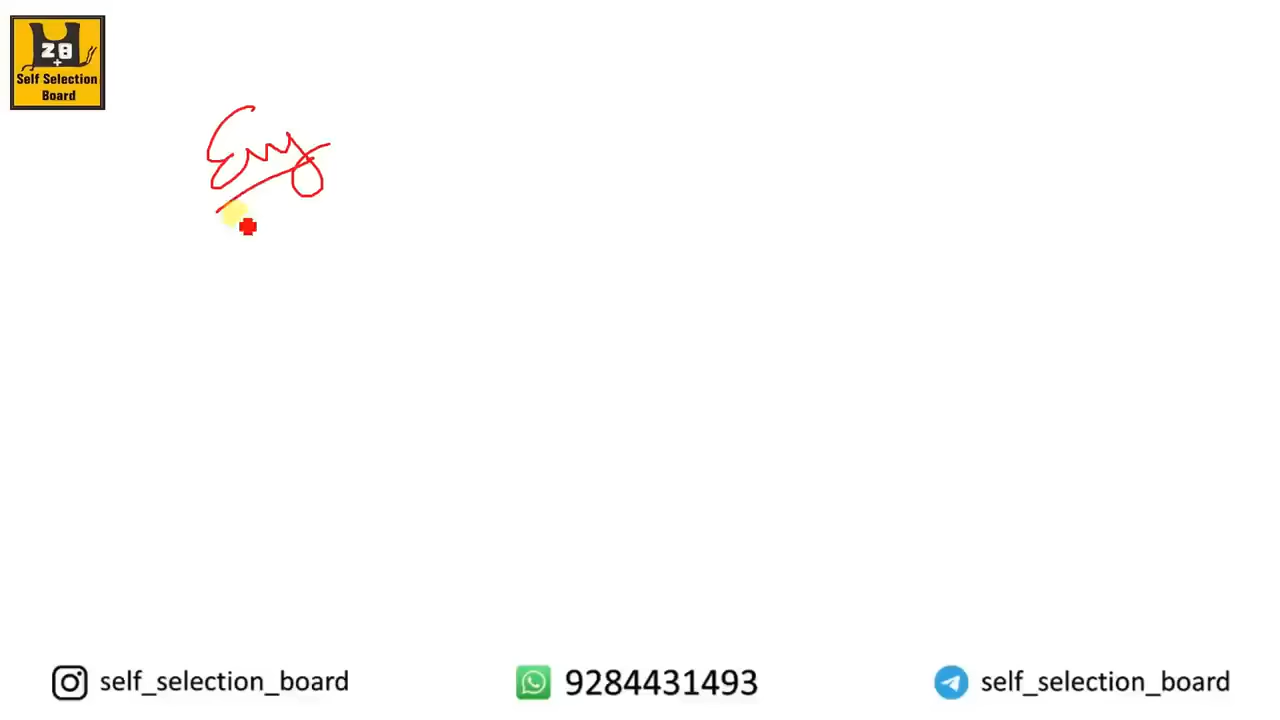 28
+
Self Selection
Board
Eng
self_selection_board
9284431493
self_selection_board